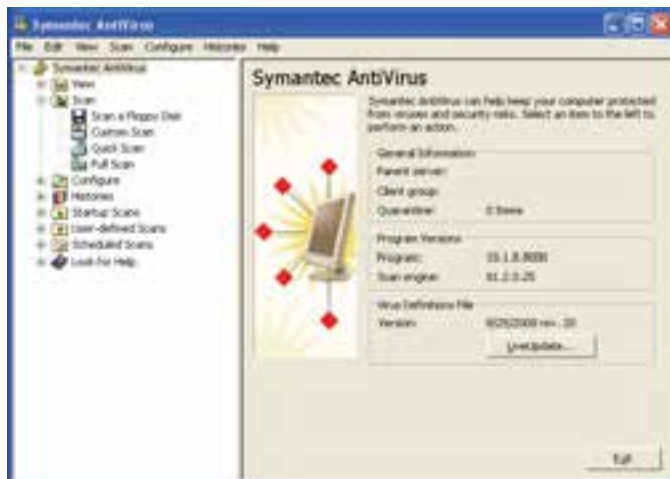 Symantec AntiVirus
File Edit View Scan Configure Histories Help
Symantec AntiVirus
View
Scan
Scan a Floppy Disk
Custom Scan
Quick Scan
Full Scan
Configure
Histories
Startup Scans
User-defined Scans
Scheduled Scans
Look for Help
Symantec AntiVirus
Symantec AntiVirus can help keep your computer protected
from viruses and security risks. Select an item to the left to
perform an action.
General Information
Parent server:
Client group:
Quarantine: 0 Items
Program Versions
Program:
Scan engine:
Virus Definitions File
Version:
LiveUpdate...
Exit